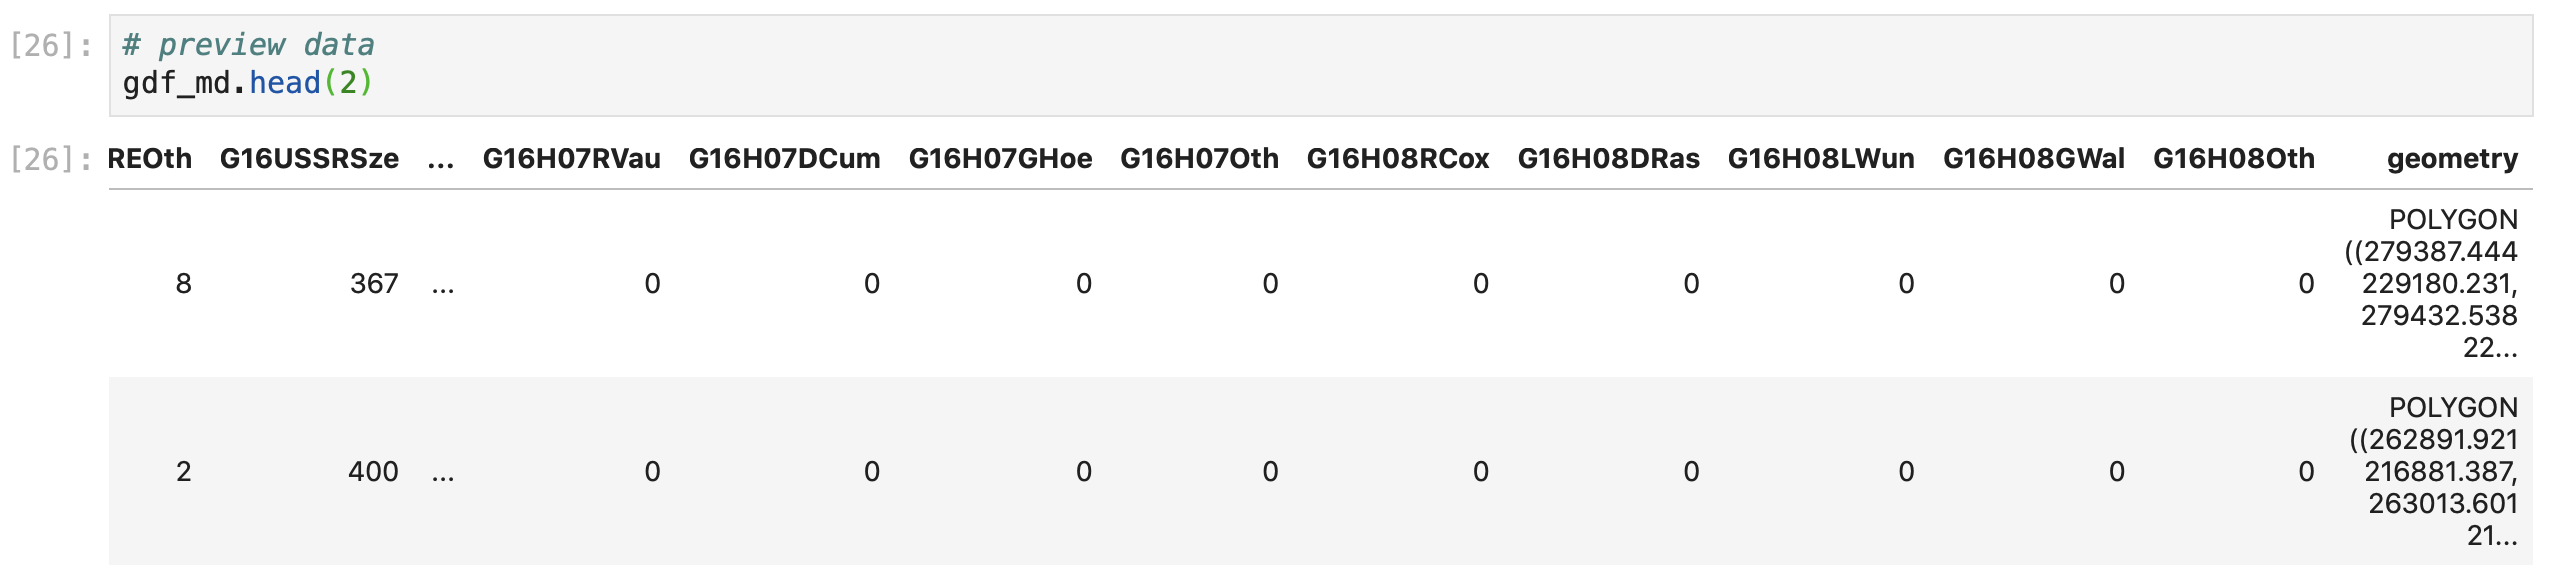 [26]: # preview data
gdf_md.head(2)
[26]: REOth G16USSRSze ... G16H07RVau G16H07DCum G16H07GHoe G16H07Oth G16H08RCox G16H08DRas G16H08LWun G16H08GWal G16H08Oth geometry
POLYGON
((279387.444
8 367 ... 0 0 0 0 0 0 0 0 0 229180.231,
279432.538
22...
POLYGON
((262891.921
2 400 ... 0 0 0 0 0 0 0 0 0 216881.387,
263013.601
21...